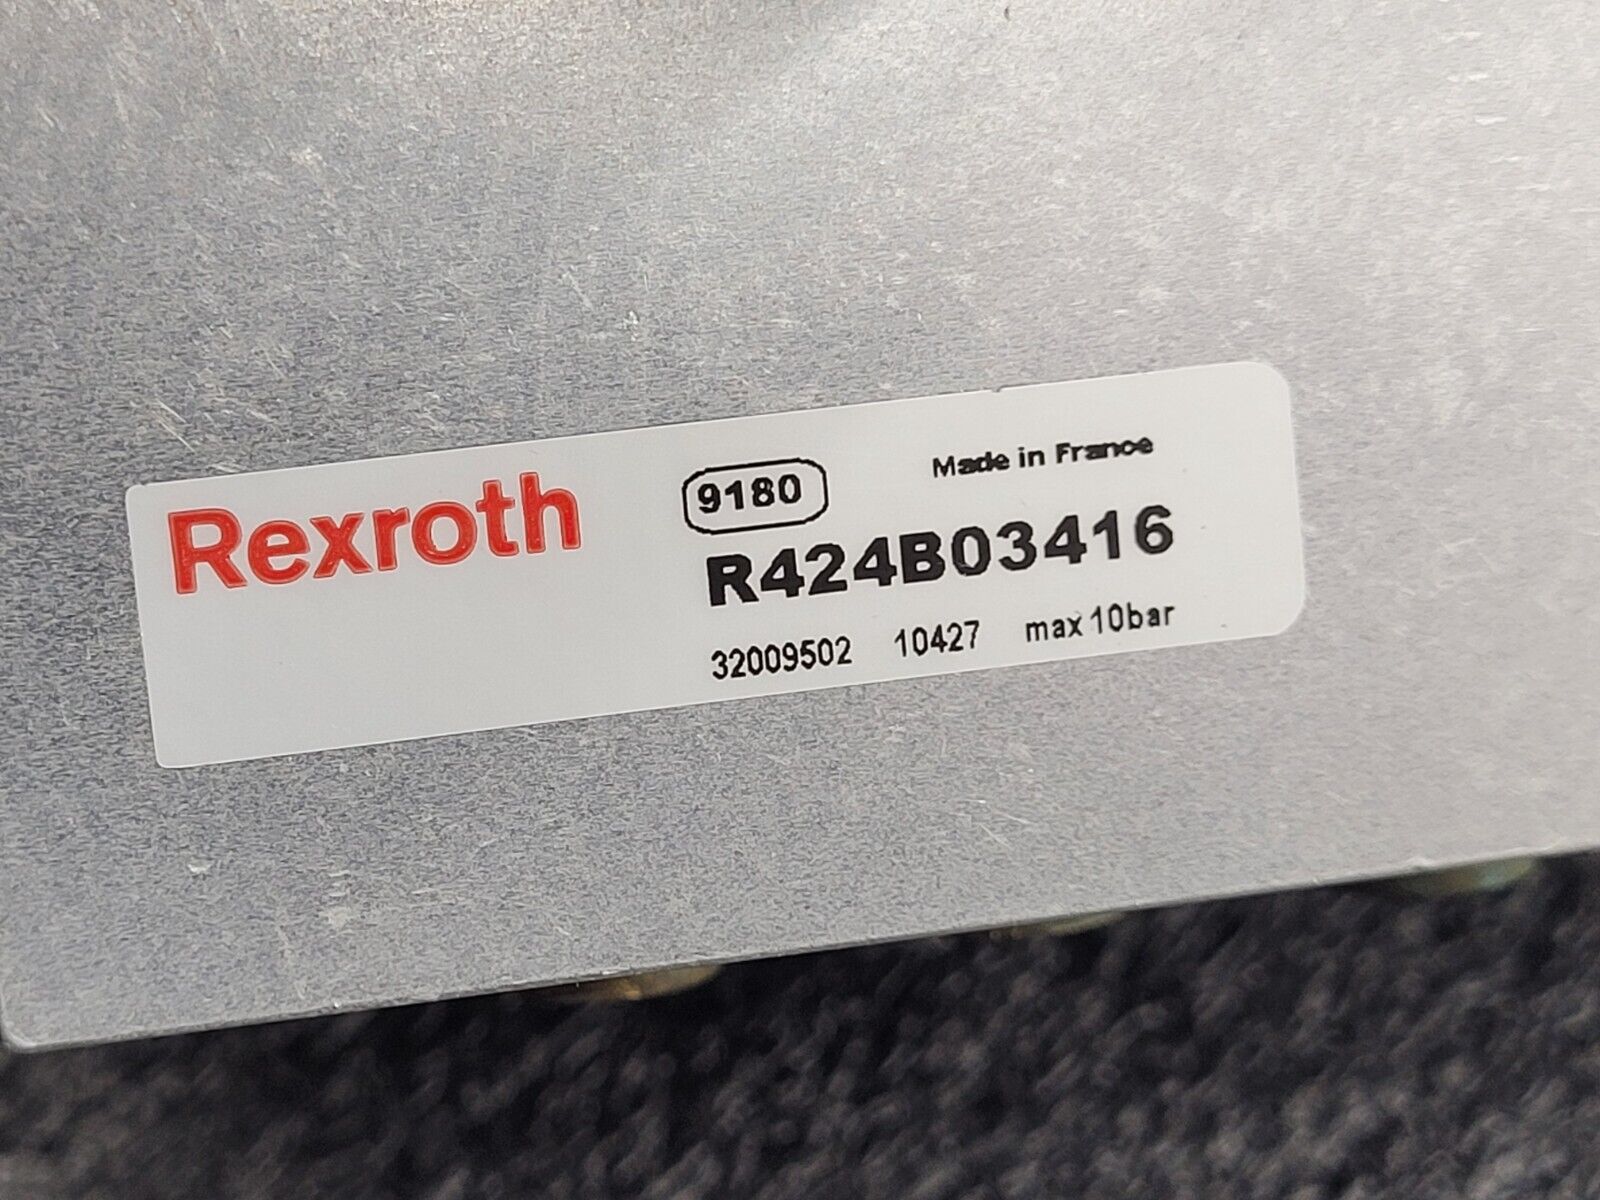 Rexroth
9180
Made in France
R424B03416
32009502 10427 max 10bar